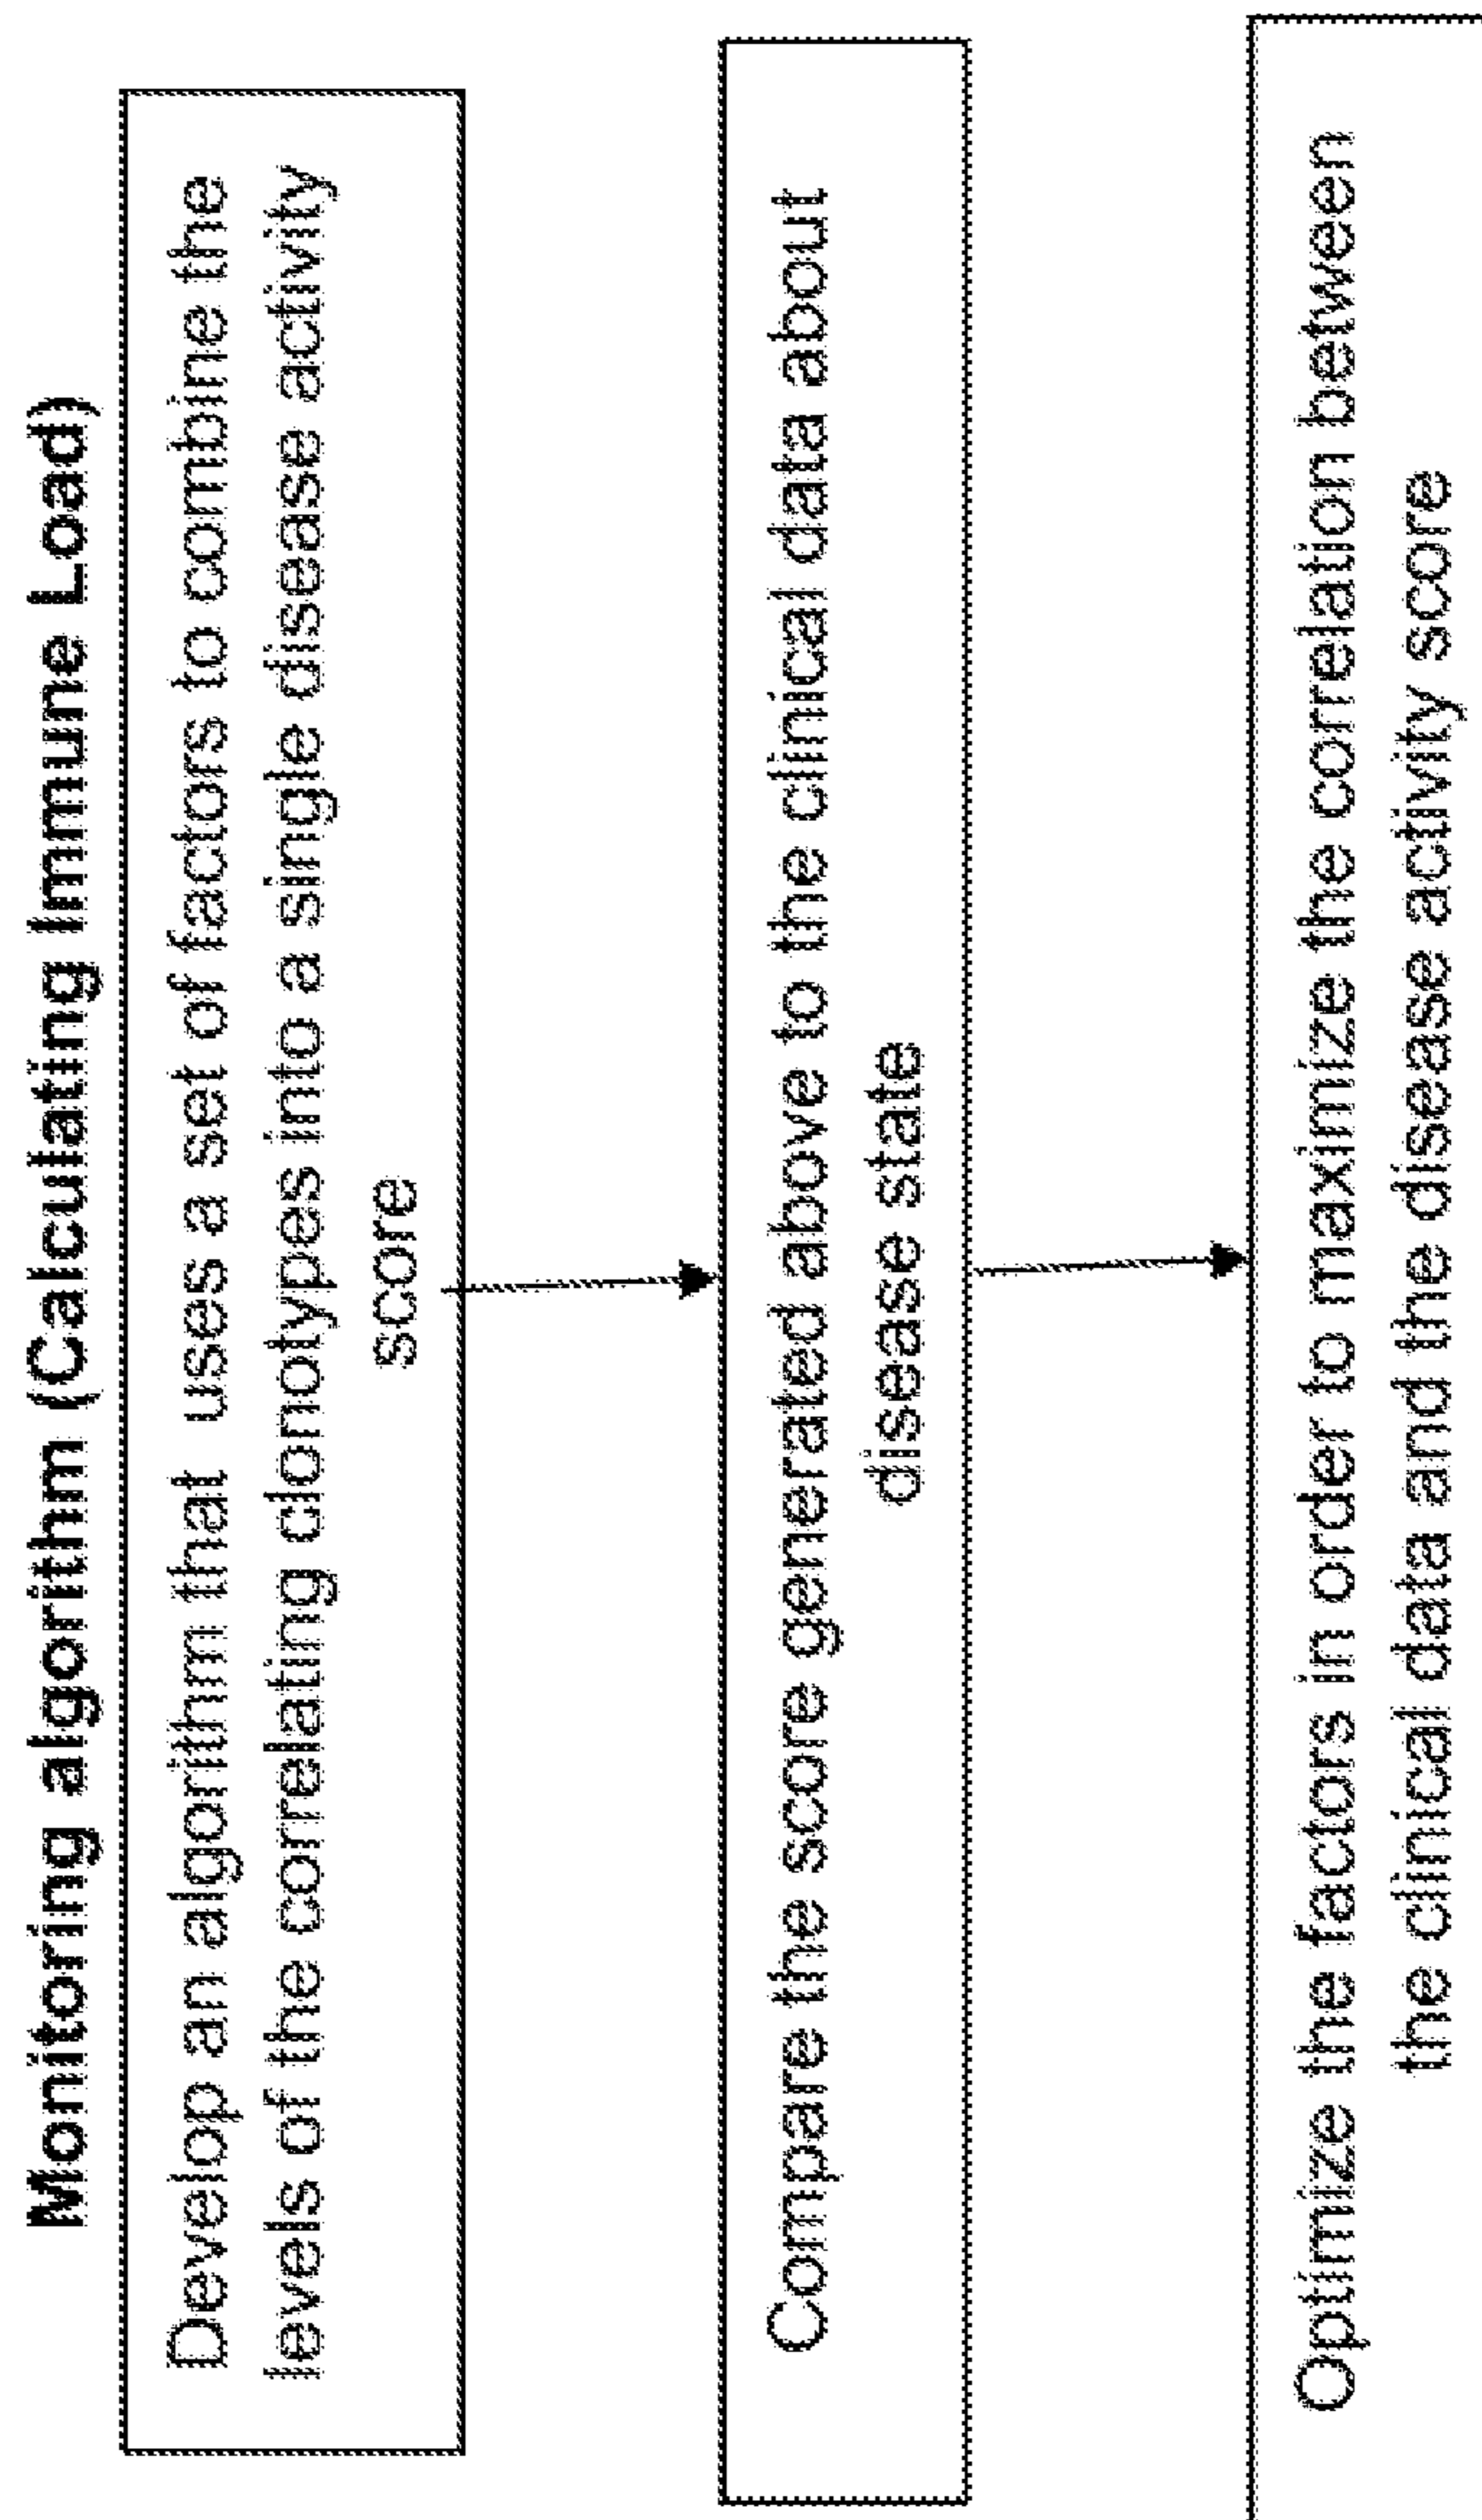 Monitoring algorithm (Calculating Immune Load)
Develop an algorithm that uses a set of factors to combine the
levels of the correlating clonotypes into a single disease activity
score
Compare the score generated above to the clinical data about
disease state
Optimize the factors in order to maximize the correlation between
the clinical data and the disease activity score